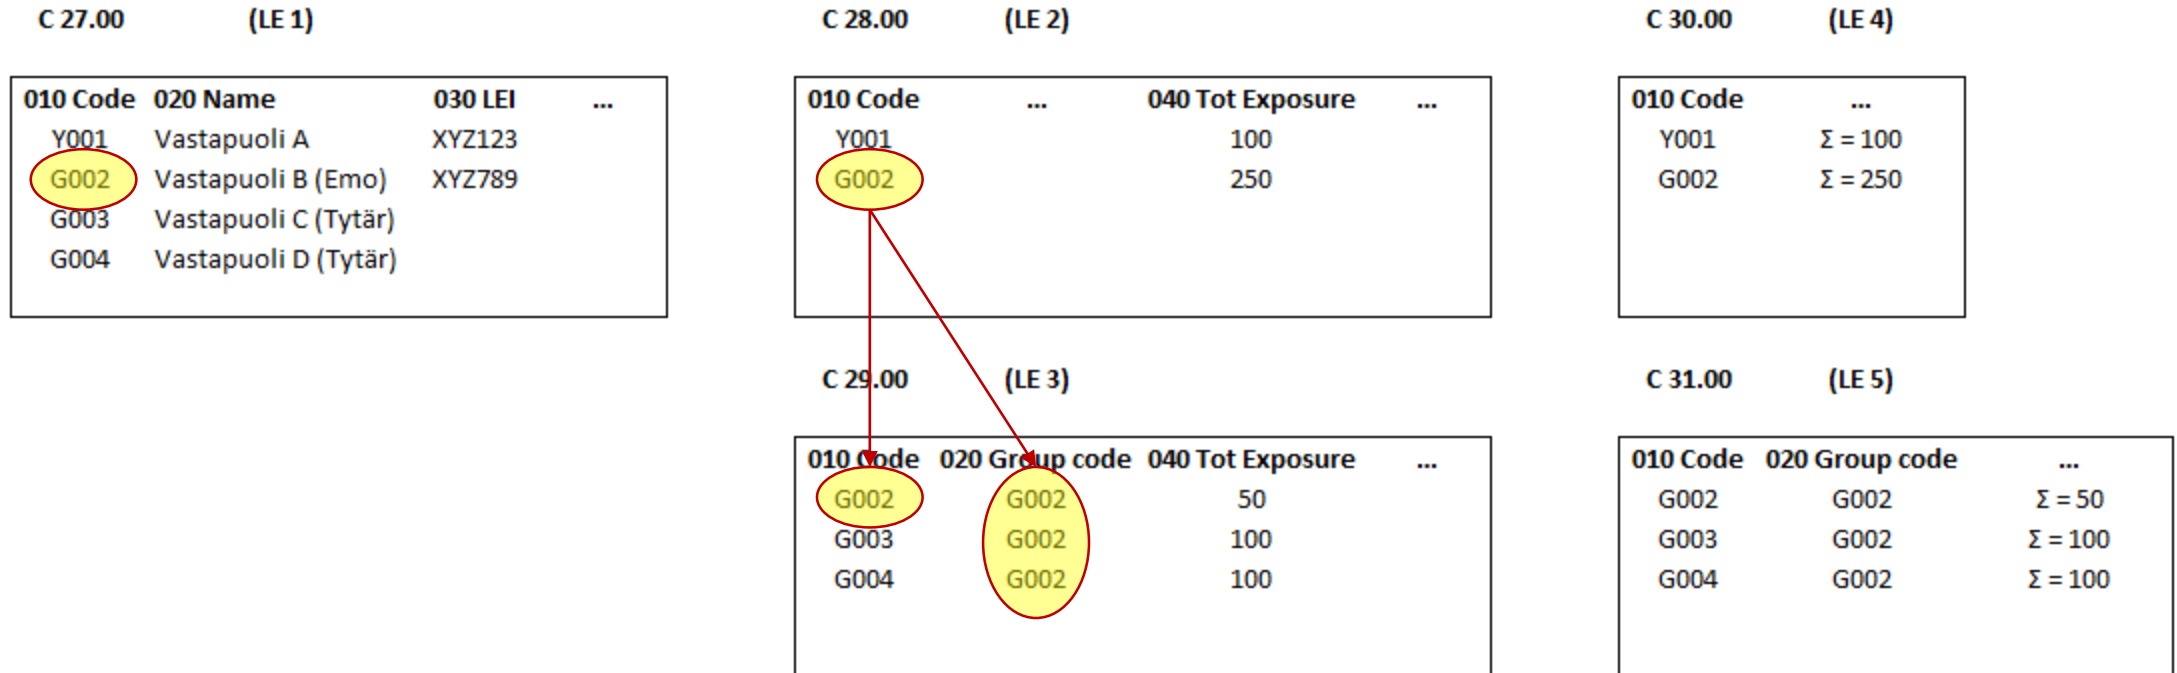 C 27.00 (LE 1)
010 Code 020 Name 030 LEI ...
Y001 Vastapuoli A XYZ123
G002 Vastapuoli B (Emo) XYZ789
G003 Vastapuoli C (Tytär)
G004 Vastapuoli D (Tytär)
C 28.00 (LE 2)
010 Code ... 040 Tot Exposure ...
Y001 100
G002 250
C 30.00 (LE 4)
010 Code ...
Y001 Σ = 100
G002 Σ = 250
C 29.00 (LE 3)
010 Code 020 Group code 040 Tot Exposure ...
G002 G002 50
G003 G002 100
G004 G002 100
C 31.00 (LE 5)
010 Code 020 Group code ...
G002 G002 Σ = 50
G003 G002 Σ = 100
G004 G002 Σ = 100